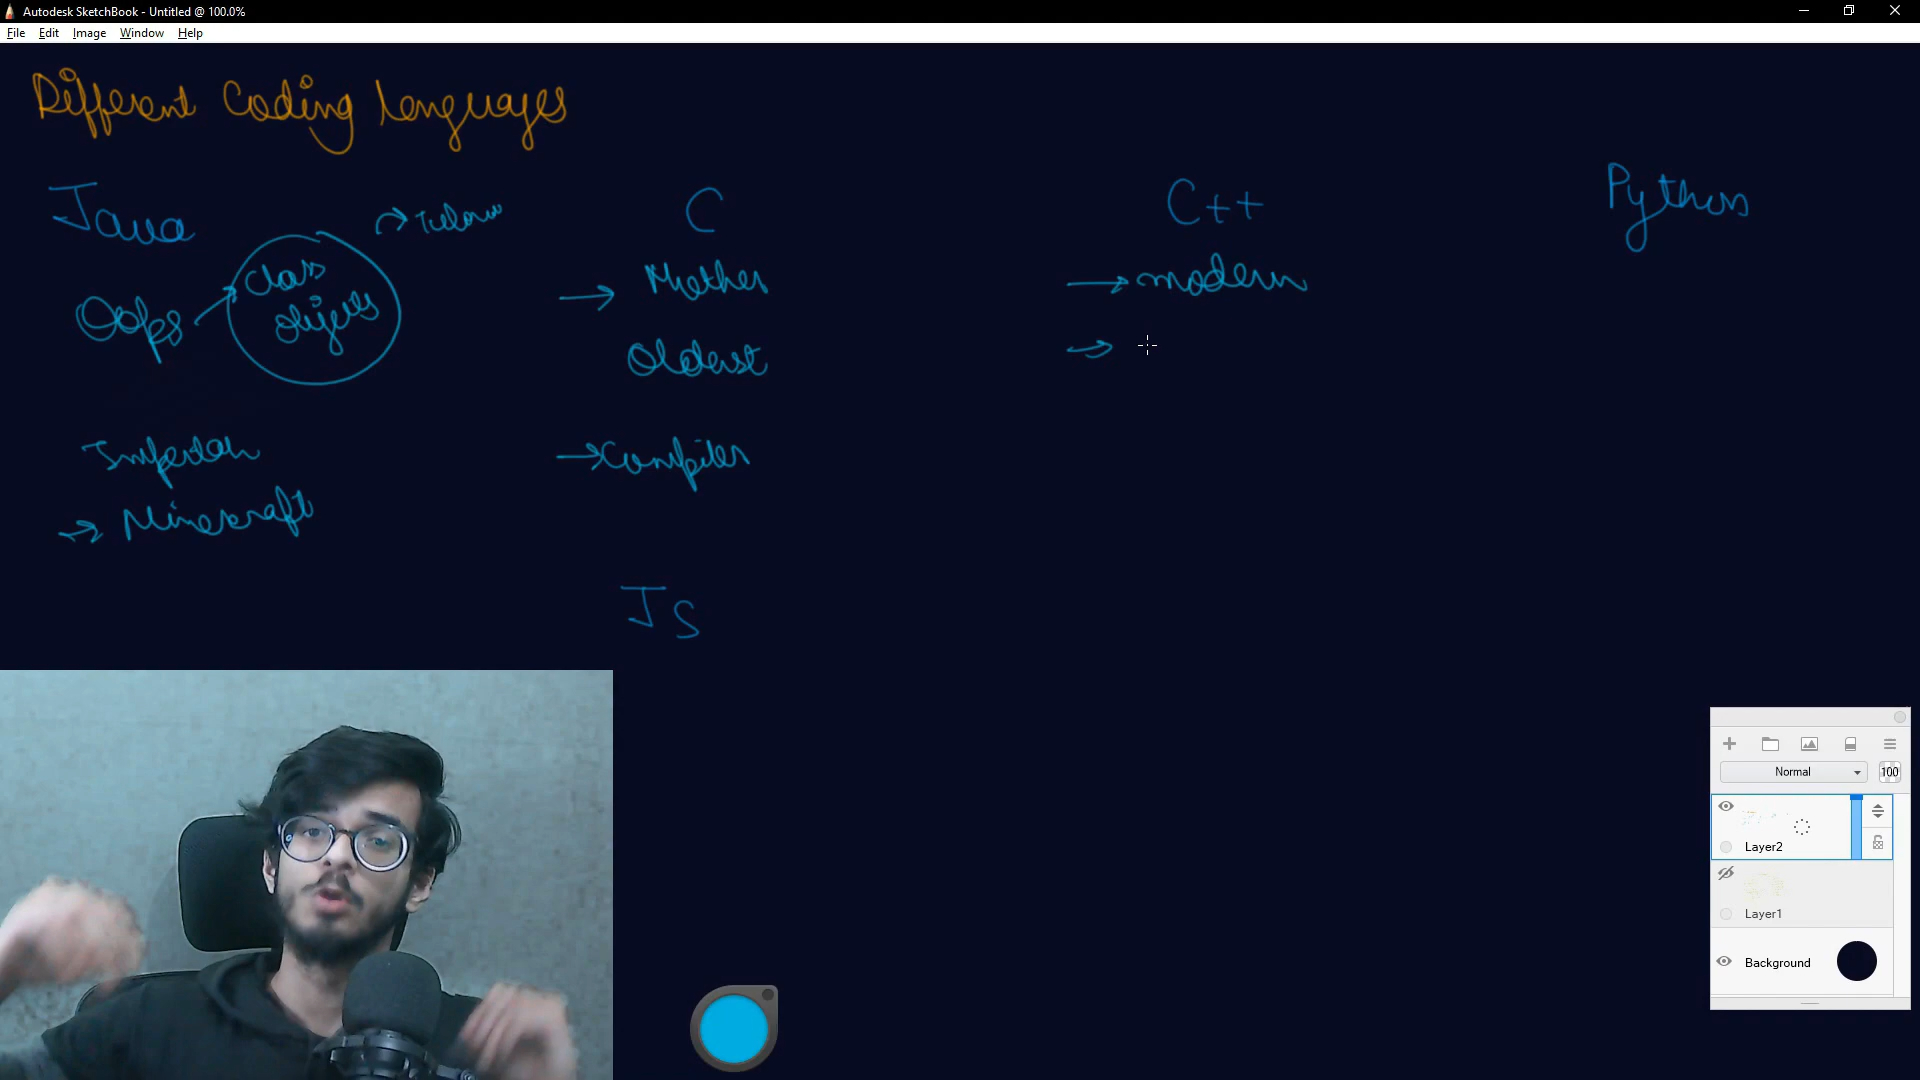 Autodesk SketchBook - Untitled @ 100.0%
File Edit Image Window Help
Different Coding lenguages
Java
Oops
class
objects
Minecraft
C
Mother
Oldest
Compiler
C++
modern
Python
JS
Normal 100
Layer2
Layer1
Background